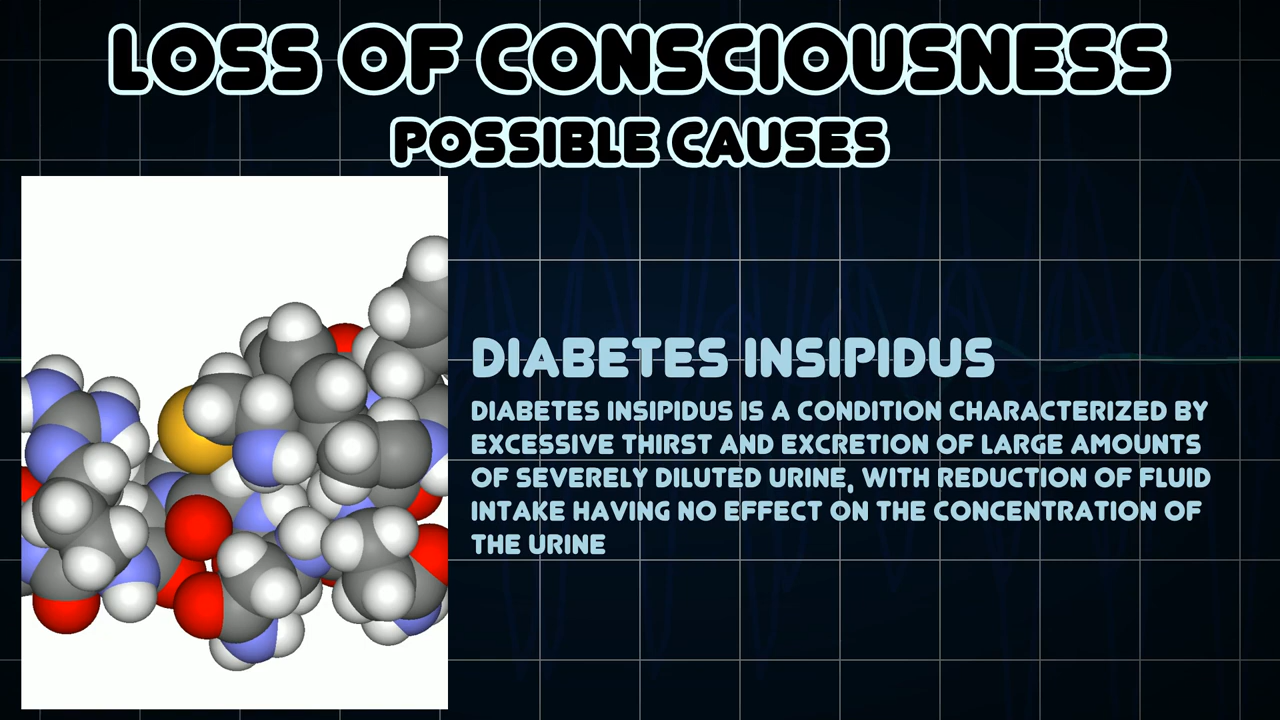 LOSS OF CONSCIOUSNESS
POSSIBLE CAUSES
DIABETES INSIPIDUS
DIABETES INSIPIDUS IS A CONDITION CHARACTERIZED BY
EXCESSIVE THIRST AND EXCRETION OF LARGE AMOUNTS
OF SEVERELY DILUTED URINE, WITH REDUCTION OF FLUID
INTAKE HAVING NO EFFECT ON THE CONCENTRATION OF
THE URINE